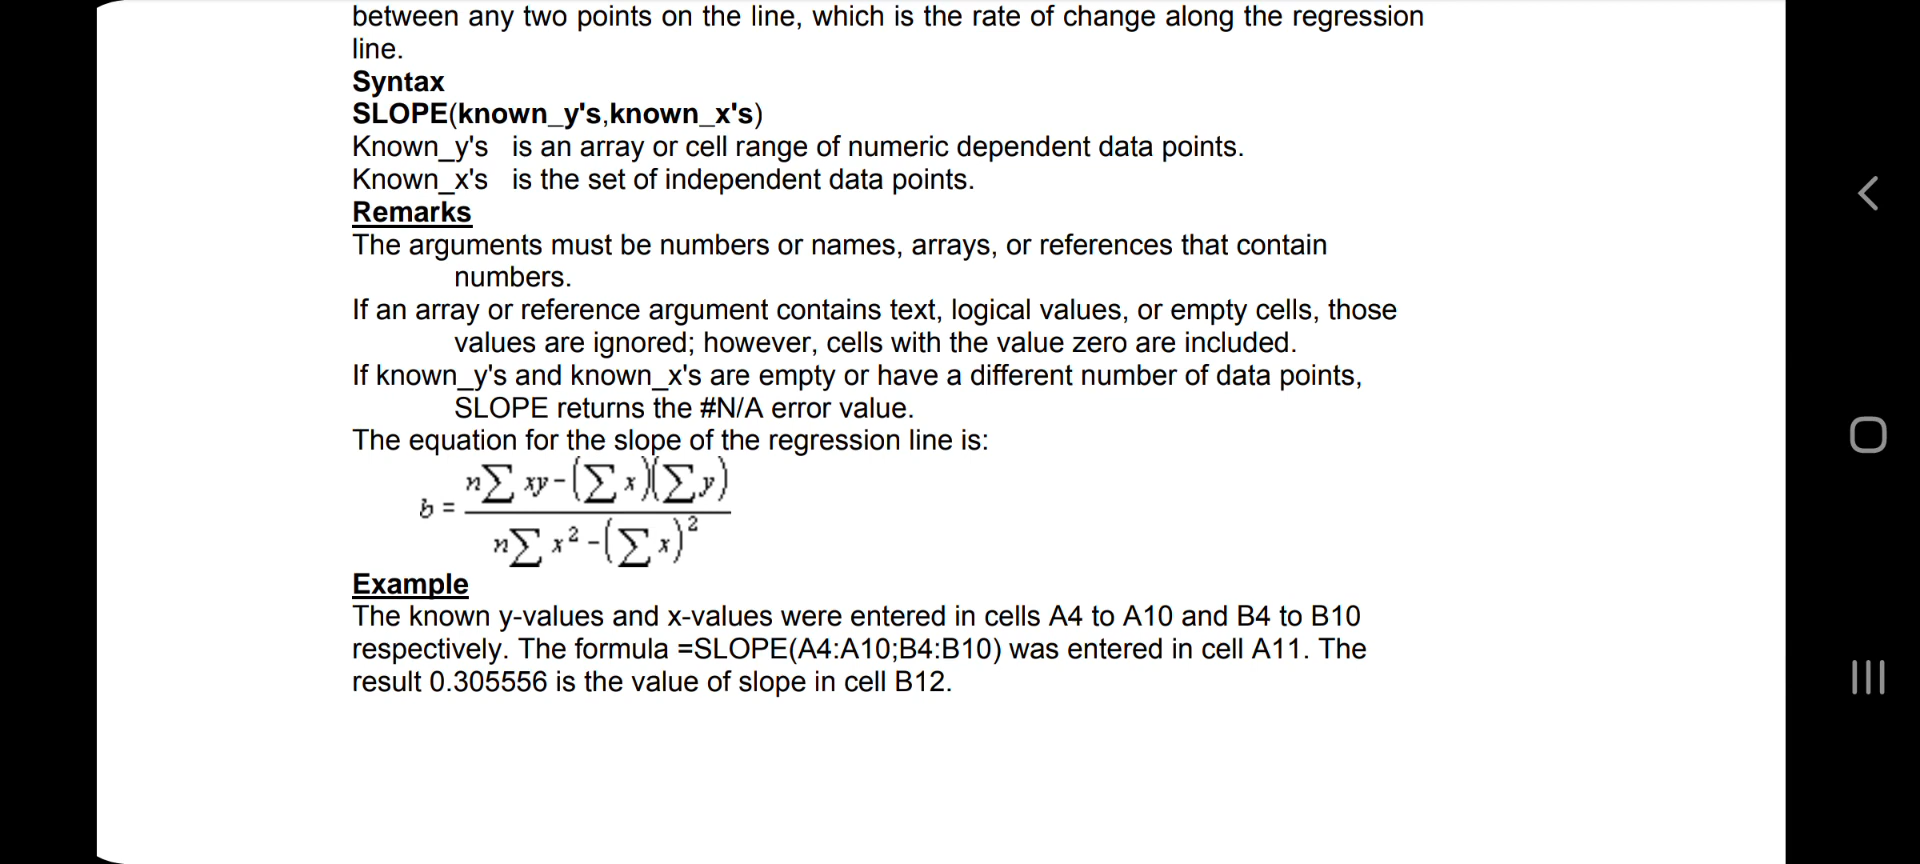 between any two points on the line, which is the rate of change along the regression
line.
Syntax
SLOPE(known_y's,known_x's)
Known_y's   is an array or cell range of numeric dependent data points.
Known_x's   is the set of independent data points.
Remarks
The arguments must be numbers or names, arrays, or references that contain
numbers.
If an array or reference argument contains text, logical values, or empty cells, those
values are ignored; however, cells with the value zero are included.
If known_y's and known_x's are empty or have a different number of data points,
SLOPE returns the #N/A error value.
The equation for the slope of the regression line is:
b = (n∑xy-(∑x)(∑y)) / (n∑x²-(∑x)²)
Example
The known y-values and x-values were entered in cells A4 to A10 and B4 to B10
respectively. The formula =SLOPE(A4:A10;B4:B10) was entered in cell A11. The
result 0.305556 is the value of slope in cell B12.